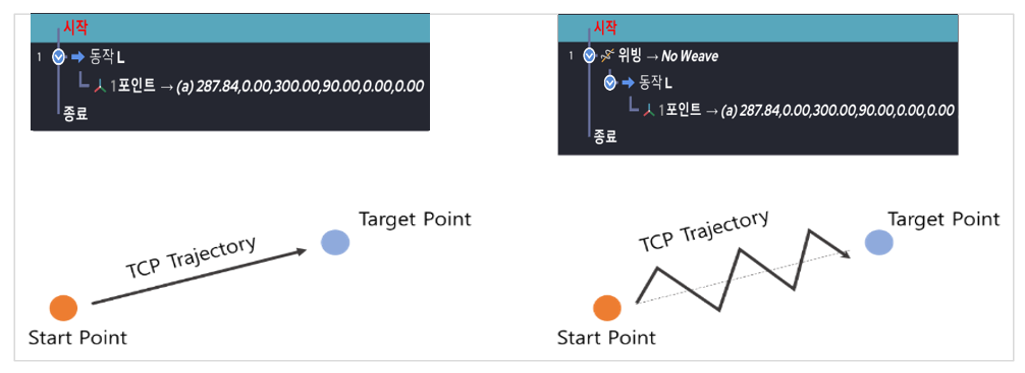 시작
1 동작 L
1포인트 → (a) 287.84,0.00,300.00,90.00,0.00,0.00
종료
TCP Trajectory
Target Point
Start Point
시작
1 위빙 → No Weave
동작 L
1포인트 → (a) 287.84,0.00,300.00,90.00,0.00,0.00
종료
TCP Trajectory
Target Point
Start Point